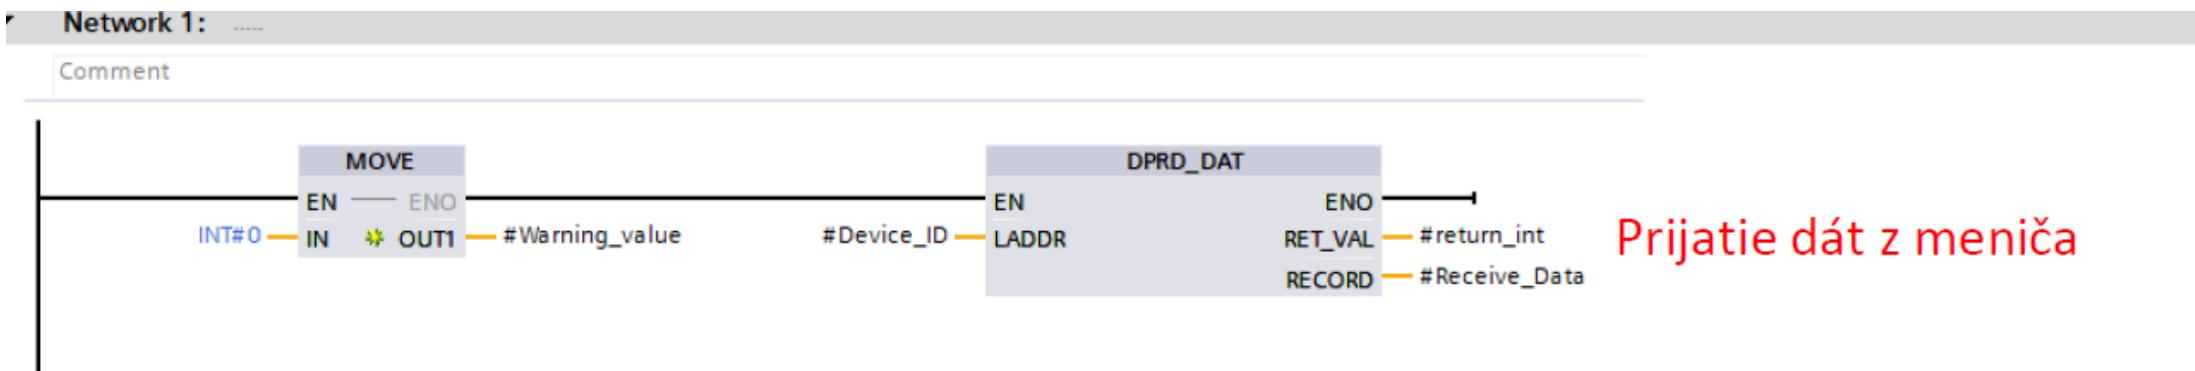 Network 1: .....
Comment
MOVE
EN ENO
INT#0 IN OUT1 #Warning_value
DPRD_DAT
EN ENO
#Device_ID LADDR RET_VAL #return_int
RECORD #Receive_Data
Prijatie dát z meniča